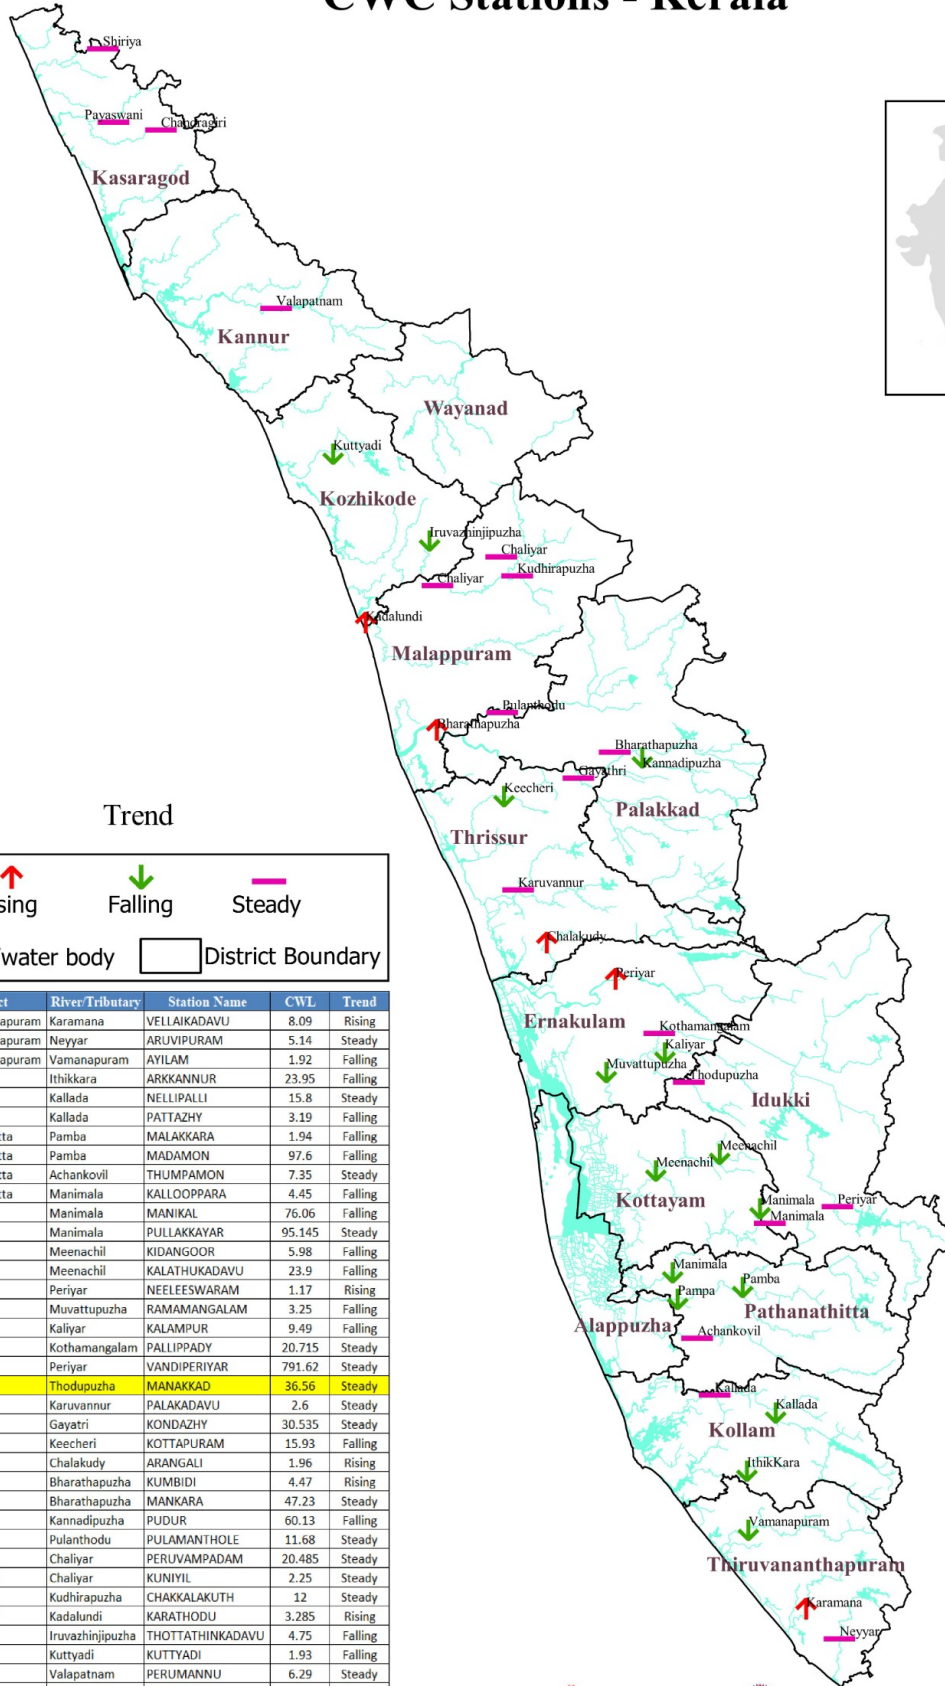 CWC Stations - Kerala
Shiriya
Payaswani
Chandragiri
Kasaragod
Valapatnam
Kannur
Wayanad
Kuttyadi
Kozhikode
Iruvazhinjipuzha
Chaliyar
Kudhirapuzha
Chaliyar
Kadalundi
Malappuram
Pulanthodu
Bharathapuzha
Bharathapuzha
Kannadipuzha
Gayathri
Keecheri
Palakkad
Thrissur
Karuvannur
Chalakudy
Periyar
Ernakulam
Kothamangalam
Kaliyar
Muvattupuzha
Thodupuzha
Idukki
Meenachil
Meenachil
Kottayam
Manimala
Periyar
Manimala
Manimala
Pamba
Pampa
Pathanathitta
Alappuzha
Achankovil
Kallada
Kallada
Kollam
IthikKara
Vamanapuram
Thiruvananthapuram
Karamana
Neyyar
Trend
sing Falling Steady
water body District Boundary
ct River/Tributary Station Name CWL Trend
apuram Karamana VELLAIKADAVU 8.09 Rising
apuram Neyyar ARUVIPURAM 5.14 Steady
apuram Vamanapuram AYILAM 1.92 Falling
Ithikkara ARKKANNUR 23.95 Falling
Kallada NELLIPALLI 15.8 Steady
Kallada PATTAZHY 3.19 Falling
tta Pamba MALAKKARA 1.94 Falling
tta Pamba MADAMON 97.6 Falling
tta Achankovil THUMPAMON 7.35 Steady
tta Manimala KALLOOPPARA 4.45 Falling
Manimala MANIKAL 76.06 Falling
Manimala PULLAKKAYAR 95.145 Steady
Meenachil KIDANGOOR 5.98 Falling
Meenachil KALATHUKADAVU 23.9 Falling
Periyar NEELEESWARAM 1.17 Rising
Muvattupuzha RAMAMANGALAM 3.25 Falling
Kaliyar KALAMPUR 9.49 Falling
Kothamangalam PALLIPPADY 20.715 Steady
Periyar VANDIPERIYAR 791.62 Steady
Thodupuzha MANAKKAD 36.56 Steady
Karuvannur PALAKADAVU 2.6 Steady
Gayatri KONDAZHY 30.535 Steady
Keecheri KOTTAPURAM 15.93 Falling
Chalakudy ARANGALI 1.96 Rising
Bharathapuzha KUMBIDI 4.47 Rising
Bharathapuzha MANKARA 47.23 Steady
Kannadipuzha PUDUR 60.13 Falling
Pulanthodu PULAMANTHOLE 11.68 Steady
Chaliyar PERUVAMPADAM 20.485 Steady
Chaliyar KUNIYIL 2.25 Steady
Kudhirapuzha CHAKKALAKUTH 12 Steady
Kadalundi KARATHODU 3.285 Rising
Iruvazhinjipuzha THOTTATHINKADAVU 4.75 Falling
Kuttyadi KUTTYADI 1.93 Falling
Valapatnam PERUMANNU 6.29 Steady